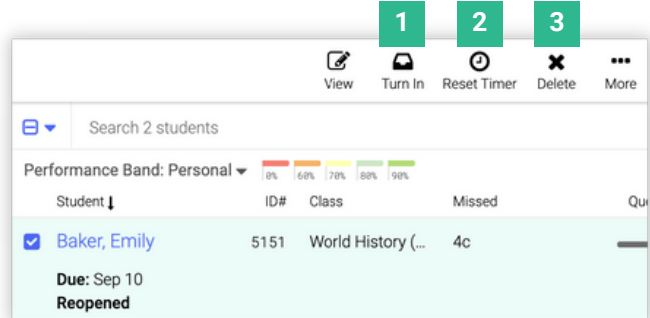 1 2 3
View Turn In Reset Timer Delete More
Search 2 students
Performance Band: Personal 0% 60% 70% 80% 90%
Student ID# Class Missed Qu
Baker, Emily 5151 World History (... 4c
Due: Sep 10
Reopened